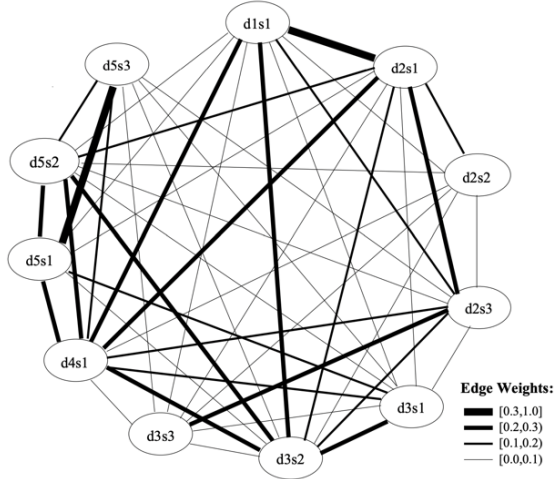 d1s1
d5s3
d2s1
d5s2
d2s2
d5s1
d2s3
d4s1
d3s1
d3s3
d3s2
Edge Weights:
[0.3,1.0]
[0.2,0.3)
[0.1,0.2)
[0.0,0.1)